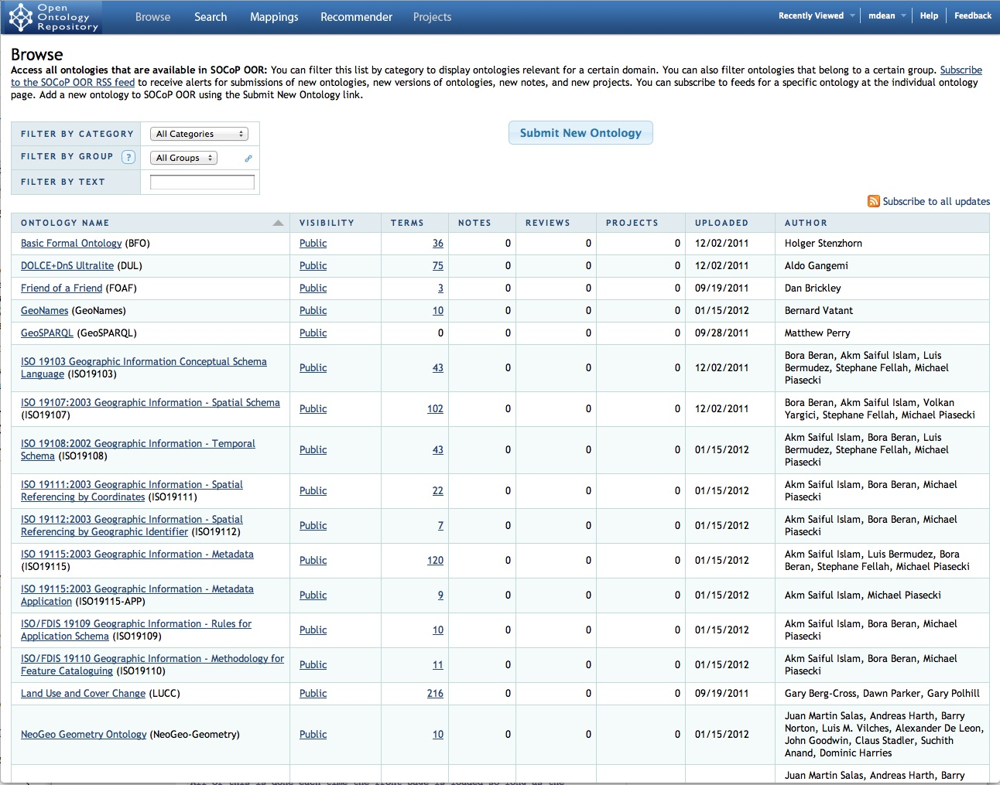 Open
Ontology
Repository
Browse Search Mappings Recommender Projects
Recently Viewed mdean Help Feedback
Browse
Access all ontologies that are available in SOCoP OOR: You can filter this list by category to display ontologies relevant for a certain domain. You can also filter ontologies that belong to a certain group. Subscribe
to the SOCoP OOR RSS feed to receive alerts for submissions of new ontologies, new versions of ontologies, new notes, and new projects. You can subscribe to feeds for a specific ontology at the individual ontology
page. Add a new ontology to SOCoP OOR using the Submit New Ontology link.
FILTER BY CATEGORY All Categories
Submit New Ontology
FILTER BY GROUP ? All Groups
FILTER BY TEXT
Subscribe to all updates
ONTOLOGY NAME VISIBILITY TERMS NOTES REVIEWS PROJECTS UPLOADED AUTHOR
Basic Formal Ontology (BFO) Public 36 0 0 0 12/02/2011 Holger Stenzhorn
DOLCE+DnS Ultralite (DUL) Public 75 0 0 0 12/02/2011 Aldo Gangemi
Friend of a Friend (FOAF) Public 3 0 0 0 09/19/2011 Dan Brickley
GeoNames (GeoNames) Public 10 0 0 0 01/15/2012 Bernard Vatant
GeoSPARQL (GeoSPARQL) Public 0 0 0 0 09/28/2011 Matthew Perry
ISO 19103 Geographic Information Conceptual Schema
Language (ISO19103)
Public 43 0 0 0 12/02/2011
Bora Beran, Akm Saiful Islam, Luis
Bermudez, Stephane Fellah, Michael
Piasecki
ISO 19107:2003 Geographic Information - Spatial Schema
(ISO19107)
Public 102 0 0 0 12/02/2011
Bora Beran, Akm Saiful Islam, Volkan
Yargici, Stephane Fellah, Michael Piasecki
ISO 19108:2002 Geographic Information - Temporal
Schema (ISO19108)
Public 43 0 0 0 01/15/2012
Akm Saiful Islam, Bora Beran, Luis
Bermudez, Stephane Fellah, Michael
Piasecki
ISO 19111:2003 Geographic Information - Spatial
Referencing by Coordinates (ISO19111)
Public 22 0 0 0 01/15/2012
Akm Saiful Islam, Bora Beran, Michael
Piasecki
ISO 19112:2003 Geographic Information - Spatial
Referencing by Geographic Identifier (ISO19112)
Public 7 0 0 0 01/15/2012
Akm Saiful Islam, Bora Beran, Michael
Piasecki
ISO 19115:2003 Geographic Information - Metadata
(ISO19115)
Public 120 0 0 0 01/15/2012
Akm Saiful Islam, Luis Bermudez, Bora
Beran, Stephane Fellah, Michael Piasecki
ISO 19115:2003 Geographic Information - Metadata
Application (ISO19115-APP)
Public 9 0 0 0 01/15/2012
Akm Saiful Islam, Michael Piasecki
ISO/FDIS 19109 Geographic Information - Rules for
Application Schema (ISO19109)
Public 10 0 0 0 01/15/2012
Akm Saiful Islam, Bora Beran, Michael
Piasecki
ISO/FDIS 19110 Geographic Information - Methodology for
Feature Cataloguing (ISO19110)
Public 11 0 0 0 01/15/2012
Akm Saiful Islam, Bora Beran, Michael
Piasecki
Land Use and Cover Change (LUCC) Public 216 0 0 0 09/19/2011 Gary Berg-Cross, Dawn Parker, Gary Polhill
NeoGeo Geometry Ontology (NeoGeo-Geometry) Public 10 0 0 0 01/15/2012
Juan Martin Salas, Andreas Harth, Barry
Norton, Luis M. Vilches, Alexander De Leon,
John Goodwin, Claus Stadler, Suchith
Anand, Dominic Harries
Juan Martin Salas, Andreas Harth, Barry